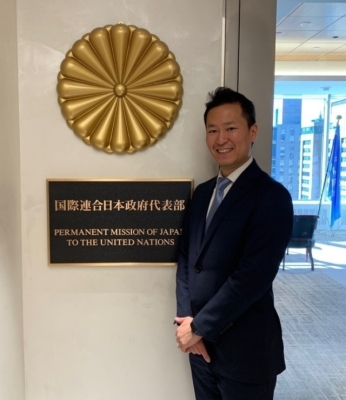 国際連合日本政府代表部
PERMANENT MISSION OF JAPAN
TO THE UNITED NATIONS